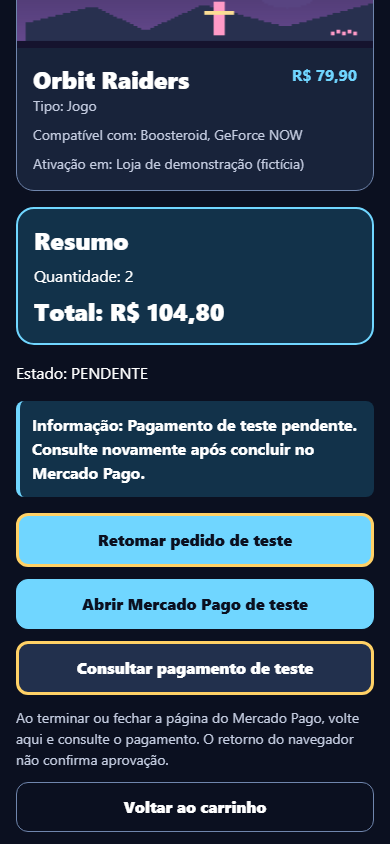 Orbit Raiders
R$ 79,90
Tipo: Jogo
Compatível com: Boosteroid, GeForce NOW
Ativação em: Loja de demonstração (fictícia)
Resumo
Quantidade: 2
Total: R$ 104,80
Estado: PENDENTE
Informação: Pagamento de teste pendente.
Consulte novamente após concluir no
Mercado Pago.
Retomar pedido de teste
Abrir Mercado Pago de teste
Consultar pagamento de teste
Ao terminar ou fechar a página do Mercado Pago, volte
aqui e consulte o pagamento. O retorno do navegador
não confirma aprovação.
Voltar ao carrinho